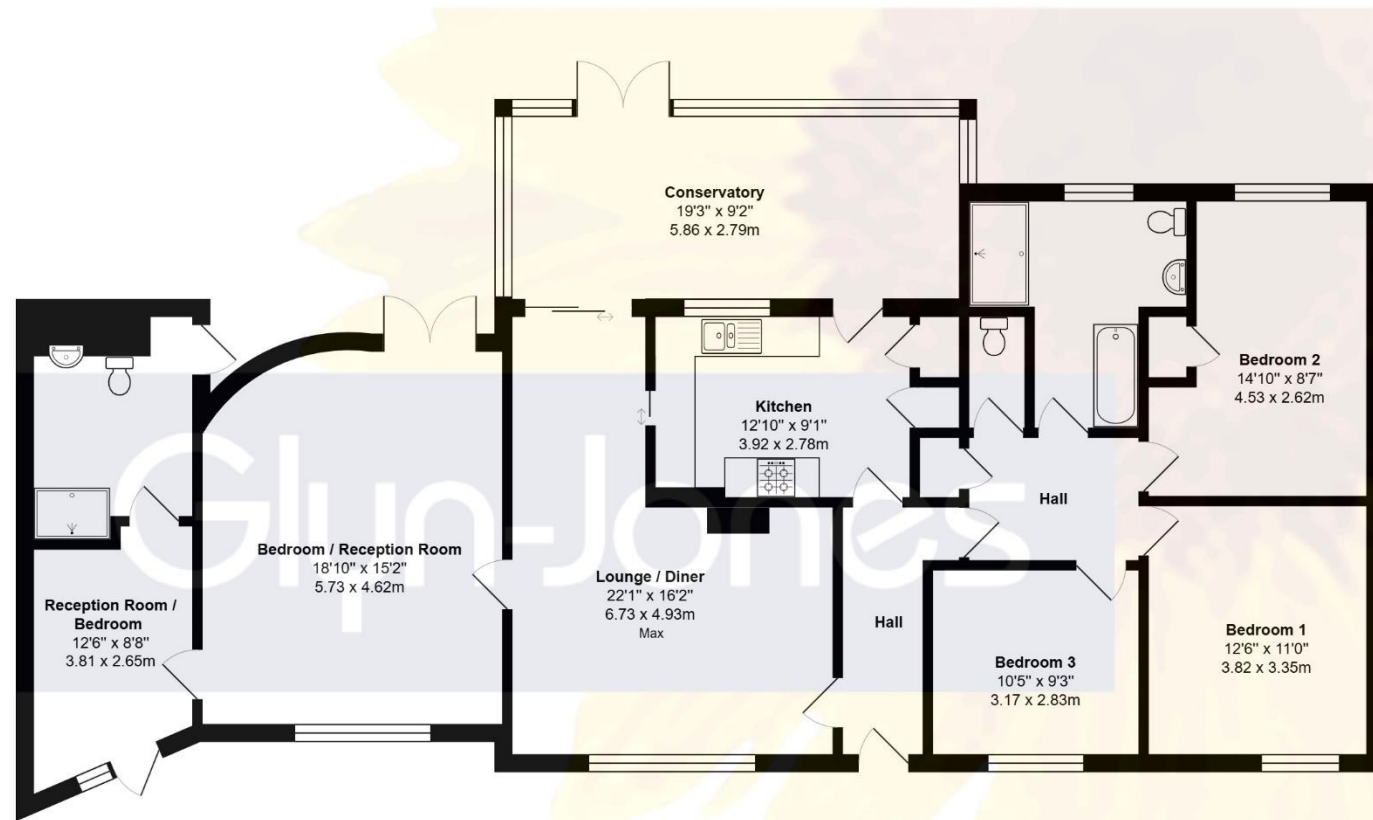 Conservatory
19'3" x 9'2"
5.86 x 2.79m
Kitchen
12'10" x 9'1"
3.92 x 2.78m
Bedroom 2
14'10" x 8'7"
4.53 x 2.62m
Hall
Glyn-Jones
Bedroom / Reception Room
18'10" x 15'2"
5.73 x 4.62m
Lounge / Diner
22'1" x 16'2"
6.73 x 4.93m
Max
Reception Room /
Bedroom
12'6" x 8'8"
3.81 x 2.65m
Hall
Bedroom 3
10'5" x 9'3"
3.17 x 2.83m
Bedroom 1
12'6" x 11'0"
3.82 x 3.35m